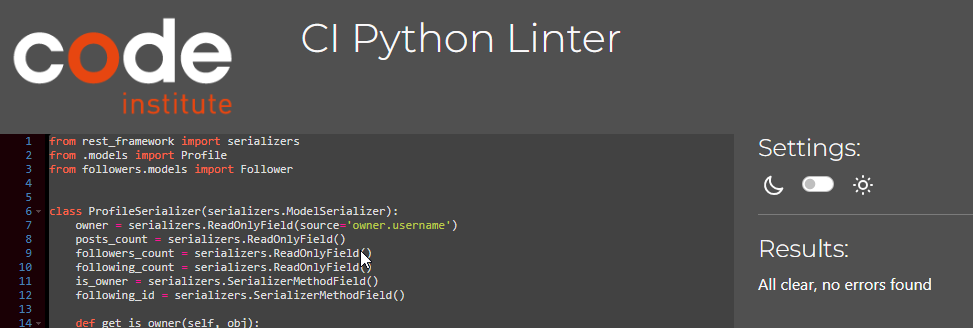 code
institute
CI Python Linter
1 from rest_framework import serializers
2 from .models import Profile
3 from followers.models import Follower
4
5
6 class ProfileSerializer(serializers.ModelSerializer):
7 owner = serializers.ReadOnlyField(source='owner.username')
8 posts_count = serializers.ReadOnlyField()
9 followers_count = serializers.ReadOnlyField()
10 following_count = serializers.ReadOnlyField()
11 is_owner = serializers.SerializerMethodField()
12 following_id = serializers.SerializerMethodField()
13
14 def get_is_owner(self, obj):
Settings:
Results:
All clear, no errors found